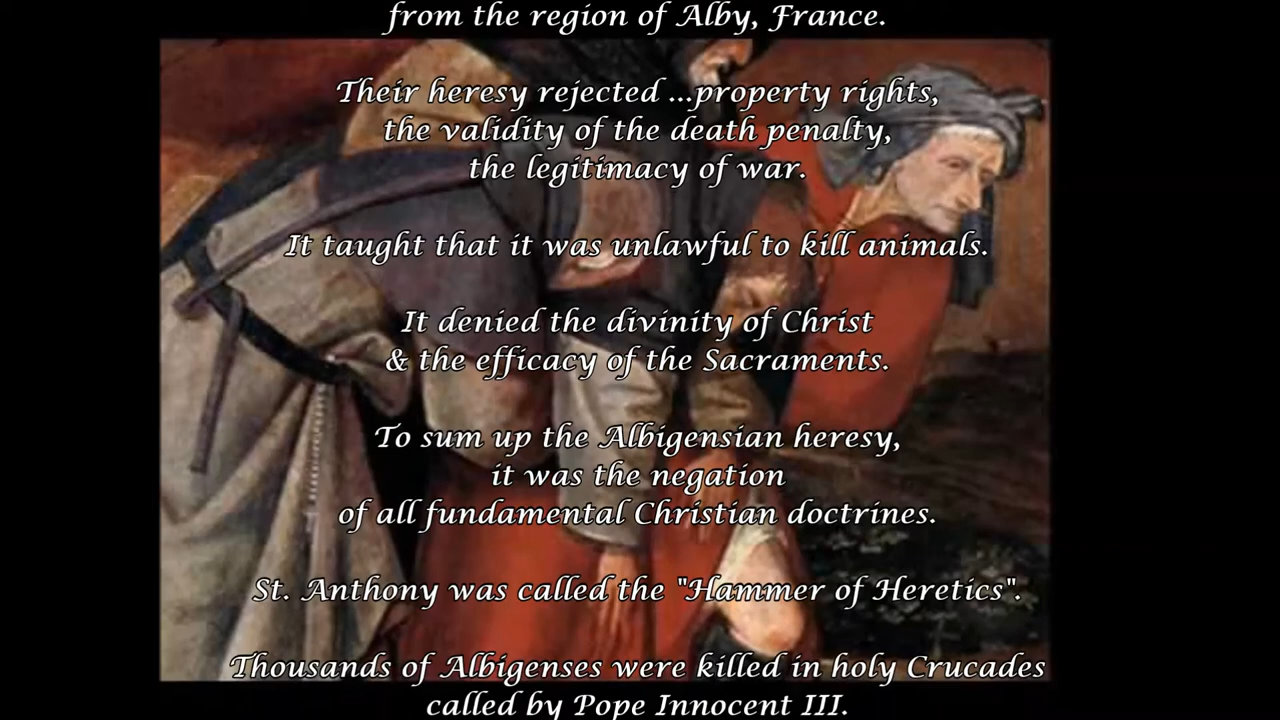 from the region of Alby, France.
Their heresy rejected ...property rights,
the validity of the death penalty,
the legitimacy of war.
It taught that it was unlawful to kill animals.
It denied the divinity of Christ
& the efficacy of the Sacraments.
To sum up the Albigensian heresy,
it was the negation
of all fundamental Christian doctrines.
St. Anthony was called the "Hammer of Heretics".
Thousands of Albigenses were killed in holy Crucades
called by Pope Innocent III.